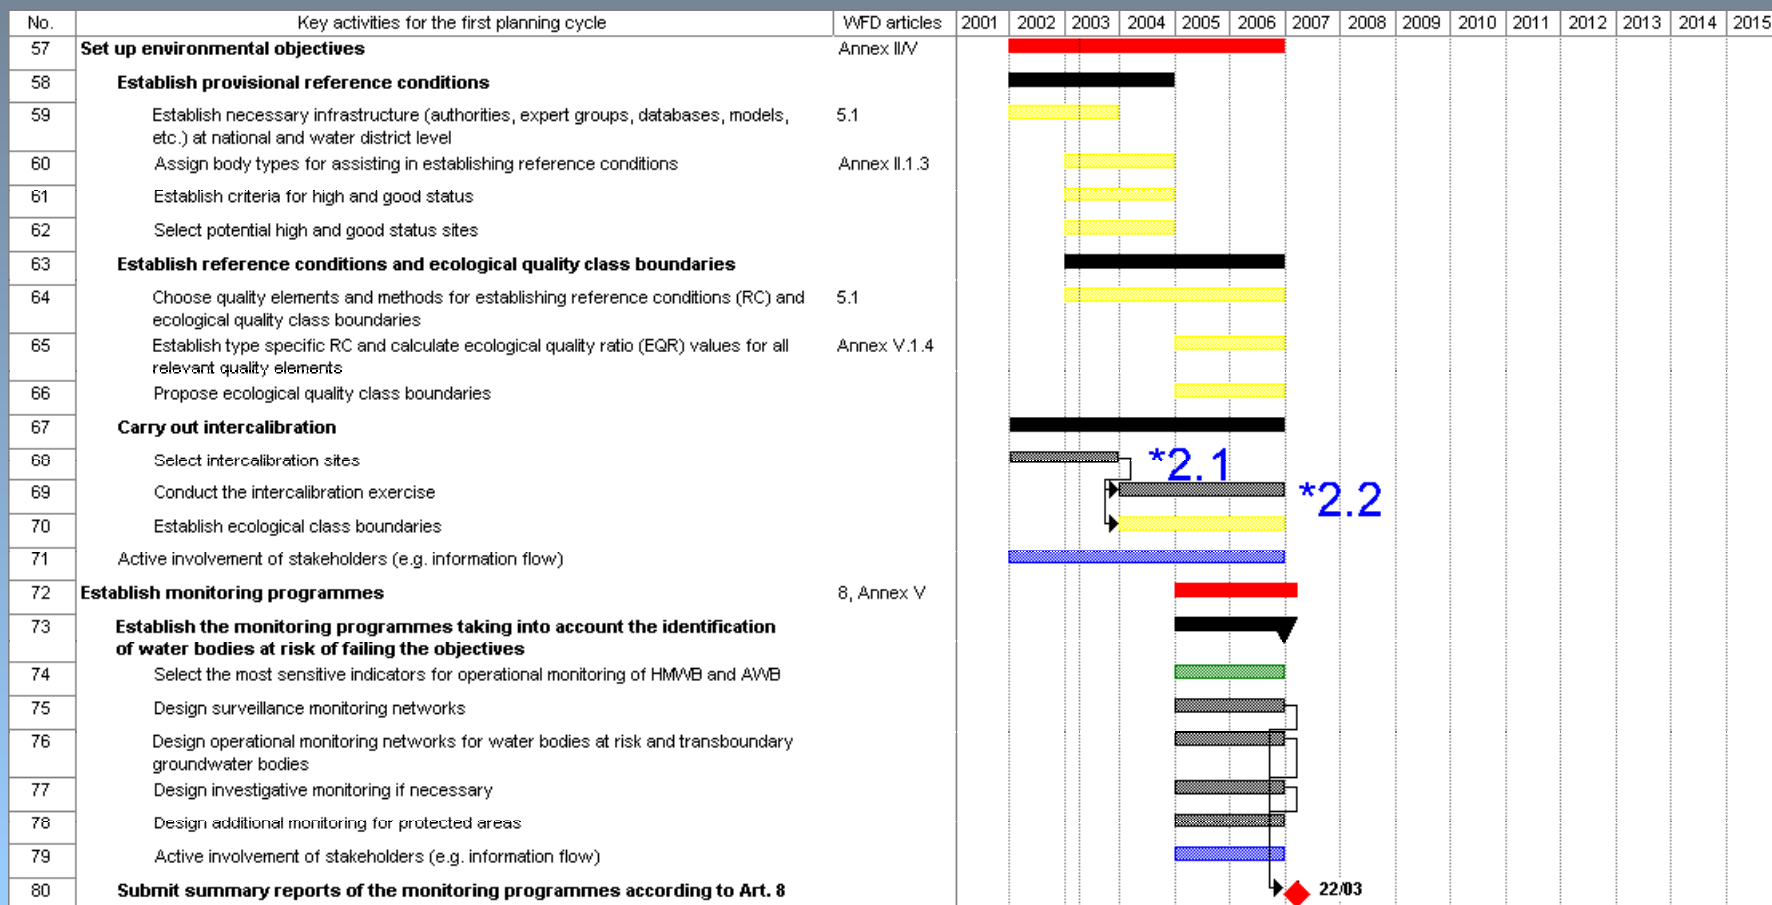 No. Key activities for the first planning cycle WFD articles 2001 2002 2003 2004 2005 2006 2007 2008 2009 2010 2011 2012 2013 2014 2015
57 Set up environmental objectives Annex II/V
58 Establish provisional reference conditions
59 Establish necessary infrastructure (authorities, expert groups, databases, models, 5.1
etc.) at national and water district level
60 Assign body types for assisting in establishing reference conditions Annex II.1.3
61 Establish criteria for high and good status
62 Select potential high and good status sites
63 Establish reference conditions and ecological quality class boundaries
64 Choose quality elements and methods for establishing reference conditions (RC) and 5.1
ecological quality class boundaries
65 Establish type specific RC and calculate ecological quality ratio (EQR) values for all Annex V.1.4
relevant quality elements
66 Propose ecological quality class boundaries
67 Carry out intercalibration
68 Select intercalibration sites *2.1
69 Conduct the intercalibration exercise *2.2
70 Establish ecological class boundaries
71 Active involvement of stakeholders (e.g. information flow)
72 Establish monitoring programmes 8, Annex V
73 Establish the monitoring programmes taking into account the identification
of water bodies at risk of failing the objectives
74 Select the most sensitive indicators for operational monitoring of HMWB and AWB
75 Design surveillance monitoring networks
76 Design operational monitoring networks for water bodies at risk and transboundary
groundwater bodies
77 Design investigative monitoring if necessary
78 Design additional monitoring for protected areas
79 Active involvement of stakeholders (e.g. information flow)
80 Submit summary reports of the monitoring programmes according to Art. 8 22/03